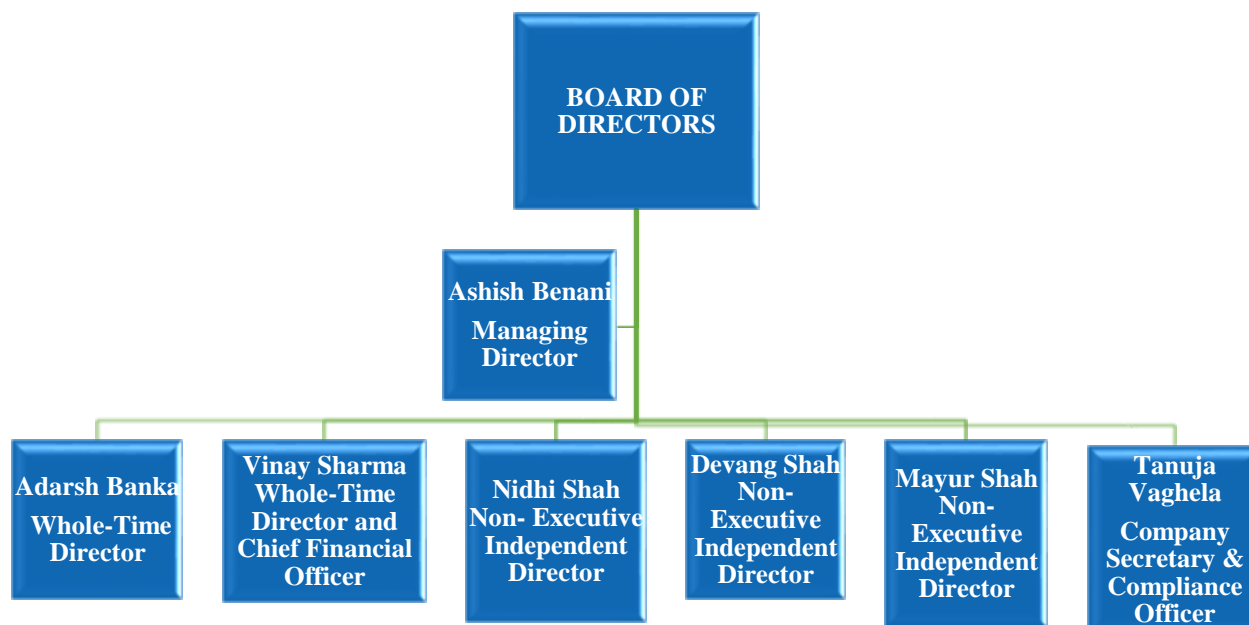 BOARD OF
DIRECTORS
Ashish Benani
Managing
Director
Adarsh Banka
Whole-Time
Director
Vinay Sharma
Whole-Time
Director and
Chief Financial
Officer
Nidhi Shah
Non- Executive
Independent
Director
Devang Shah
Non-
Executive
Independent
Director
Mayur Shah
Non-
Executive
Independent
Director
Tanuja
Vaghela
Company
Secretary &
Compliance
Officer